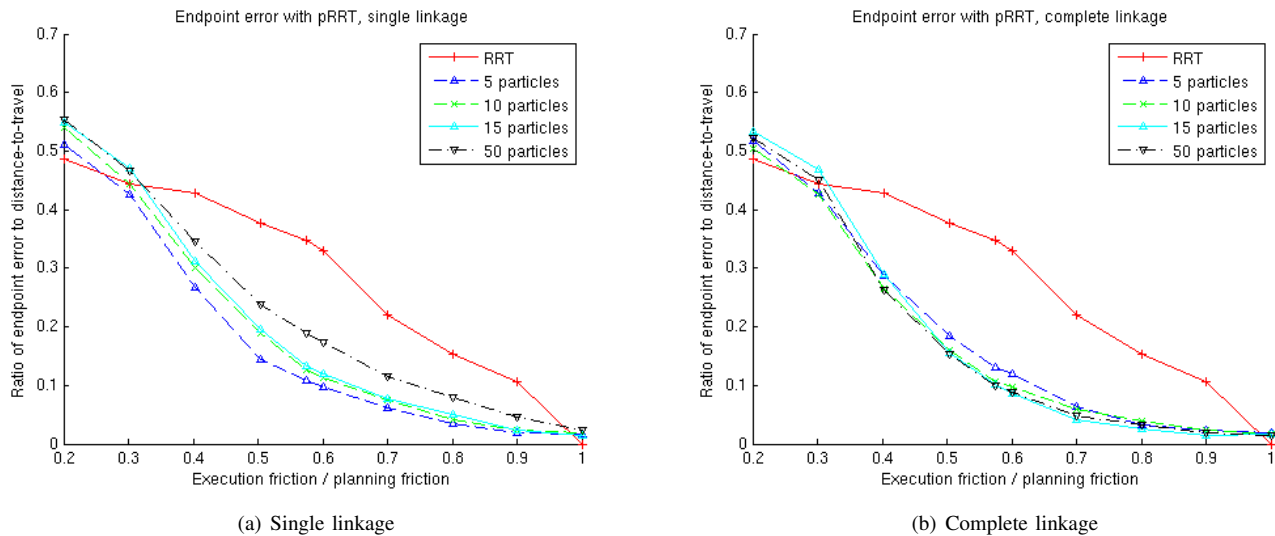 Endpoint error with pRRT, single linkage
Ratio of endpoint error to distance-to-travel
0.7
0.6
0.5
0.4
0.3
0.2
0.1
0
RRT
5 particles
10 particles
15 particles
50 particles
0.2 0.3 0.4 0.5 0.6 0.7 0.8 0.9 1
Execution friction / planning friction
(a) Single linkage
Endpoint error with pRRT, complete linkage
Ratio of endpoint error to distance-to-travel
0.7
0.6
0.5
0.4
0.3
0.2
0.1
0
RRT
5 particles
10 particles
15 particles
50 particles
0.2 0.3 0.4 0.5 0.6 0.7 0.8 0.9 1
Execution friction / planning friction
(b) Complete linkage